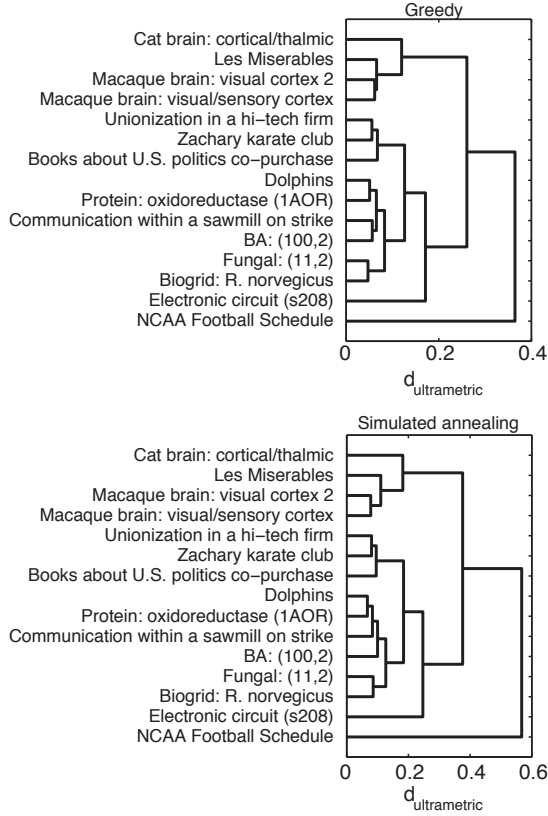 Greedy
Cat brain: cortical/thalmic
Les Miserables
Macaque brain: visual cortex 2
Macaque brain: visual/sensory cortex
Unionization in a hi−tech firm
Zachary karate club
Books about U.S. politics co−purchase
Dolphins
Protein: oxidoreductase (1AOR)
Communication within a sawmill on strike
BA: (100,2)
Fungal: (11,2)
Biogrid: R. norvegicus
Electronic circuit (s208)
NCAA Football Schedule
0 0.2 0.4
d_ultrametric
Simulated annealing
Cat brain: cortical/thalmic
Les Miserables
Macaque brain: visual cortex 2
Macaque brain: visual/sensory cortex
Unionization in a hi−tech firm
Zachary karate club
Books about U.S. politics co−purchase
Dolphins
Protein: oxidoreductase (1AOR)
Communication within a sawmill on strike
BA: (100,2)
Fungal: (11,2)
Biogrid: R. norvegicus
Electronic circuit (s208)
NCAA Football Schedule
0 0.2 0.4 0.6
d_ultrametric